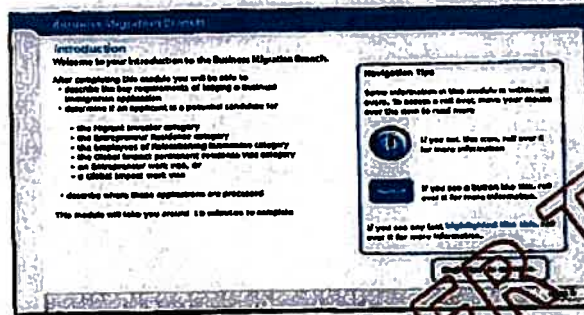 Business Migration Branch
Introduction
Welcome to your introduction to the Business Migration Branch.
After completing this module you will be able to
• describe the key requirements of lodging a business
immigration application
• determine if an applicant is a potential candidate for
• the Migrant Investor category
• the Entrepreneur Residence category
• the Employees of Relocating Businesses category
• the Global Impact permanent residence visa category
• an Entrepreneur work visa, or
• a Global Impact work visa
• describe where these applications are processed
This module will take you around 10 minutes to complete
Navigation Tips
Some information in this module is within roll
overs. To access a roll over, move your mouse
over the icon to read more
If you see this icon, roll over it
for more information
If you see a button like this, roll
over it for more information.
If you see any text highlighted like this, roll
over it for more information.